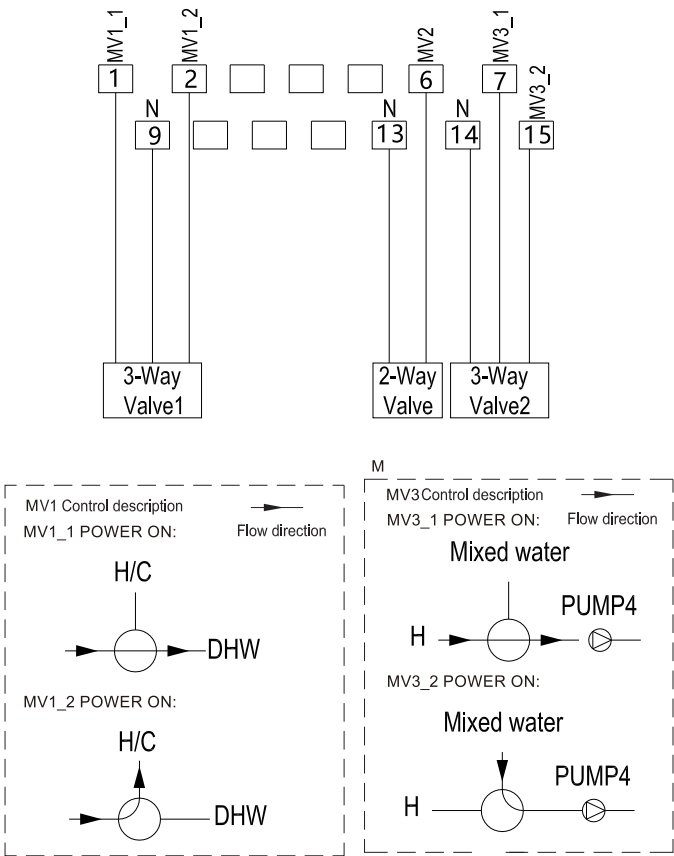 MV1_1
MV1_2
MV2
MV3_1
MV3_2
1
2
6
7
N
9
N
13
N
14
15
3-Way
Valve1
2-Way
Valve
3-Way
Valve2
MV1 Control description
MV1_1 POWER ON:
Flow direction
H/C
DHW
MV1_2 POWER ON:
H/C
DHW
M
MV3 Control description
MV3_1 POWER ON:
Flow direction
Mixed water
PUMP4
H
MV3_2 POWER ON:
Mixed water
PUMP4
H